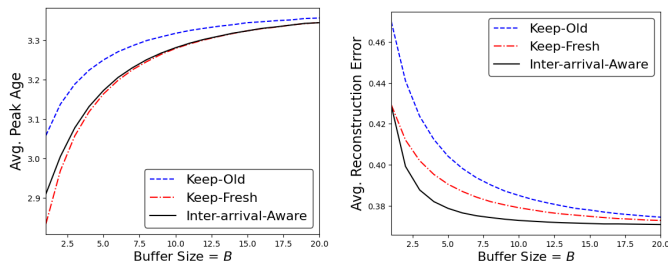 Avg. Peak Age
3.3
3.2
3.1
3.0
2.9
2.5
5.0
7.5
10.0
12.5
15.0
17.5
20.0
Buffer Size = B
Keep-Old
Keep-Fresh
Inter-arrival-Aware
Avg. Reconstruction Error
0.46
0.44
0.42
0.40
0.38
2.5
5.0
7.5
10.0
12.5
15.0
17.5
20.0
Buffer Size = B
Keep-Old
Keep-Fresh
Inter-arrival-Aware